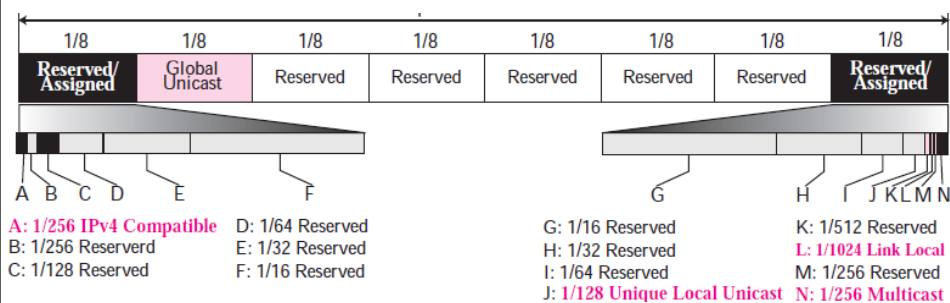 1/8 1/8 1/8 1/8 1/8 1/8 1/8 1/8
Reserved/ Assigned Global Unicast Reserved Reserved Reserved Reserved Reserved Reserved/ Assigned
A B C D E F G H I J K L M N
A: 1/256 IPv4 Compatible
B: 1/256 Reserverd
C: 1/128 Reserved
D: 1/64 Reserved
E: 1/32 Reserved
F: 1/16 Reserved
G: 1/16 Reserved
H: 1/32 Reserved
I: 1/64 Reserved
J: 1/128 Unique Local Unicast
K: 1/512 Reserved
L: 1/1024 Link Local
M: 1/256 Reserved
N: 1/256 Multicast